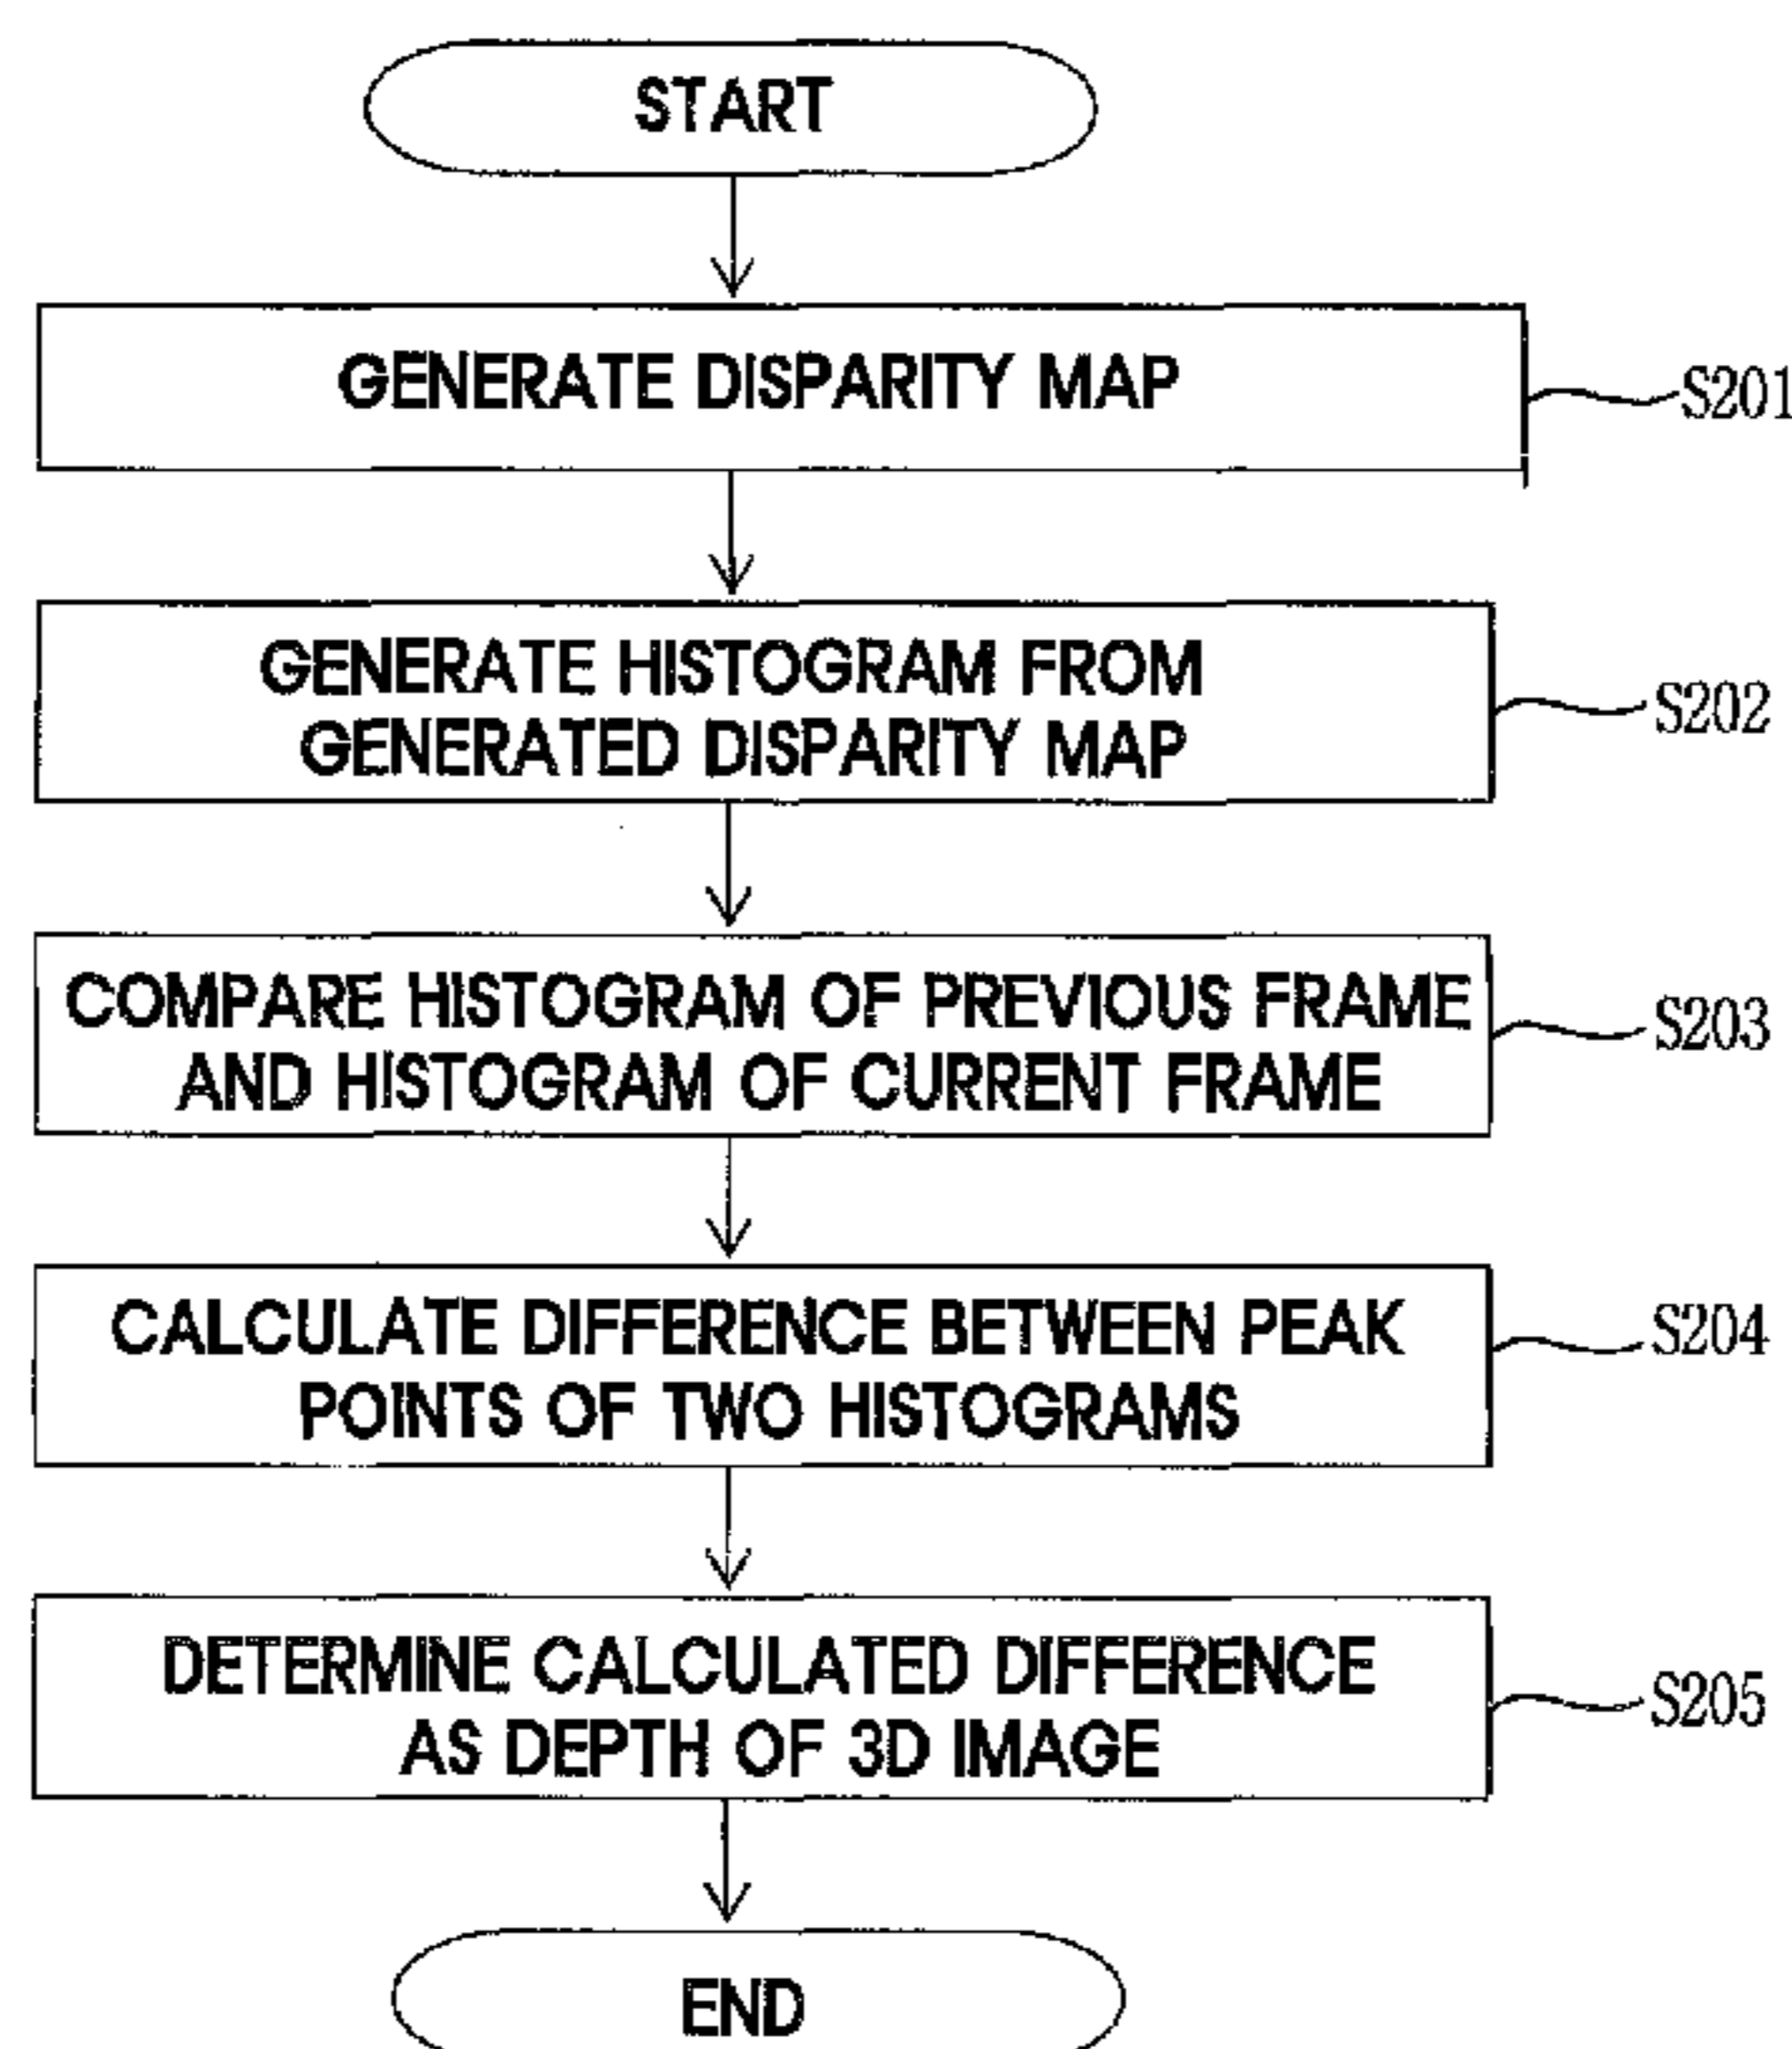 START
GENERATE DISPARITY MAP
S201
GENERATE HISTOGRAM FROM
GENERATED DISPARITY MAP
S202
COMPARE HISTOGRAM OF PREVIOUS FRAME
AND HISTOGRAM OF CURRENT FRAME
S203
CALCULATE DIFFERENCE BETWEEN PEAK
POINTS OF TWO HISTOGRAMS
S204
DETERMINE CALCULATED DIFFERENCE
AS DEPTH OF 3D IMAGE
S205
END